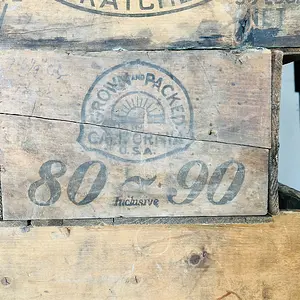 GROWN AND PACKED
CALIFORNIA
U.S.A.
80 ~ 90
Inclusive